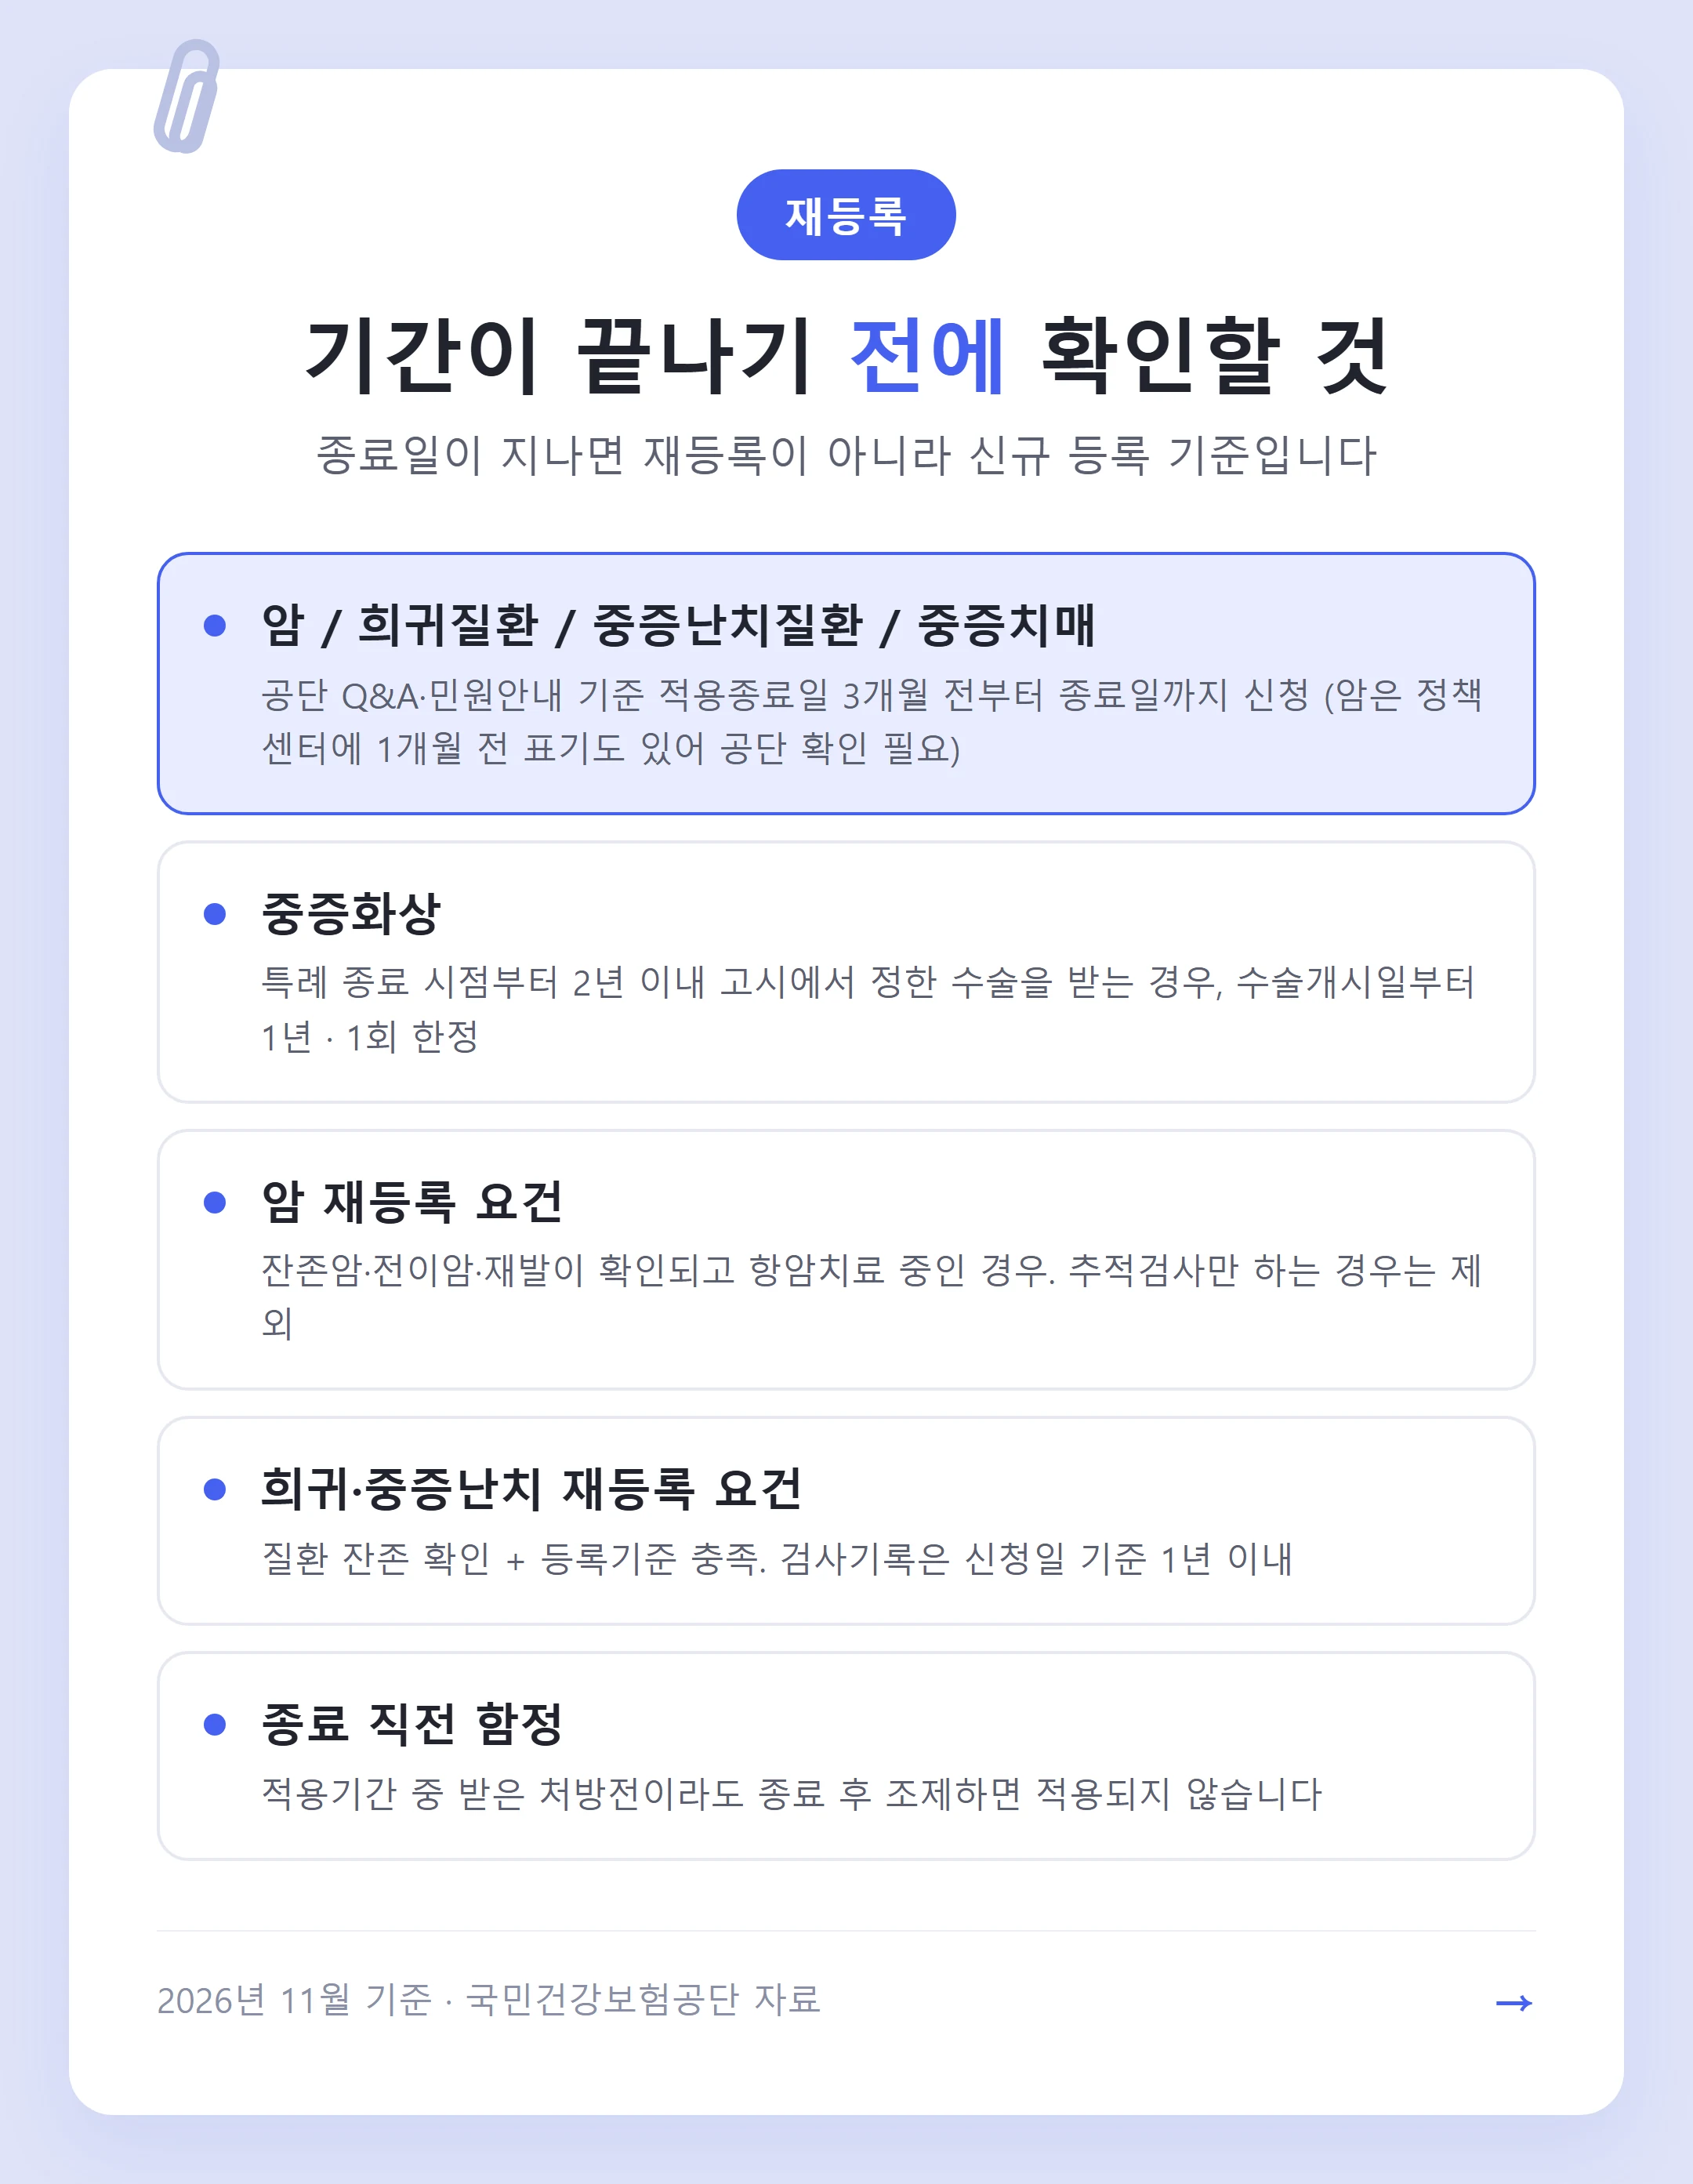 재등록
기간이 끝나기 전에 확인할 것
종료일이 지나면 재등록이 아니라 신규 등록 기준입니다
암 / 희귀질환 / 중증난치질환 / 중증치매
공단 Q&A·민원안내 기준 적용종료일 3개월 전부터 종료일까지 신청 (암은 정책
센터에 1개월 전 표기도 있어 공단 확인 필요)
중증화상
특례 종료 시점부터 2년 이내 고시에서 정한 수술을 받는 경우, 수술개시일부터
1년 · 1회 한정
암 재등록 요건
잔존암·전이암·재발이 확인되고 항암치료 중인 경우. 추적검사만 하는 경우는 제
외
희귀·중증난치 재등록 요건
질환 잔존 확인 + 등록기준 충족. 검사기록은 신청일 기준 1년 이내
종료 직전 함정
적용기간 중 받은 처방전이라도 종료 후 조제하면 적용되지 않습니다
2026년 11월 기준 · 국민건강보험공단 자료 →